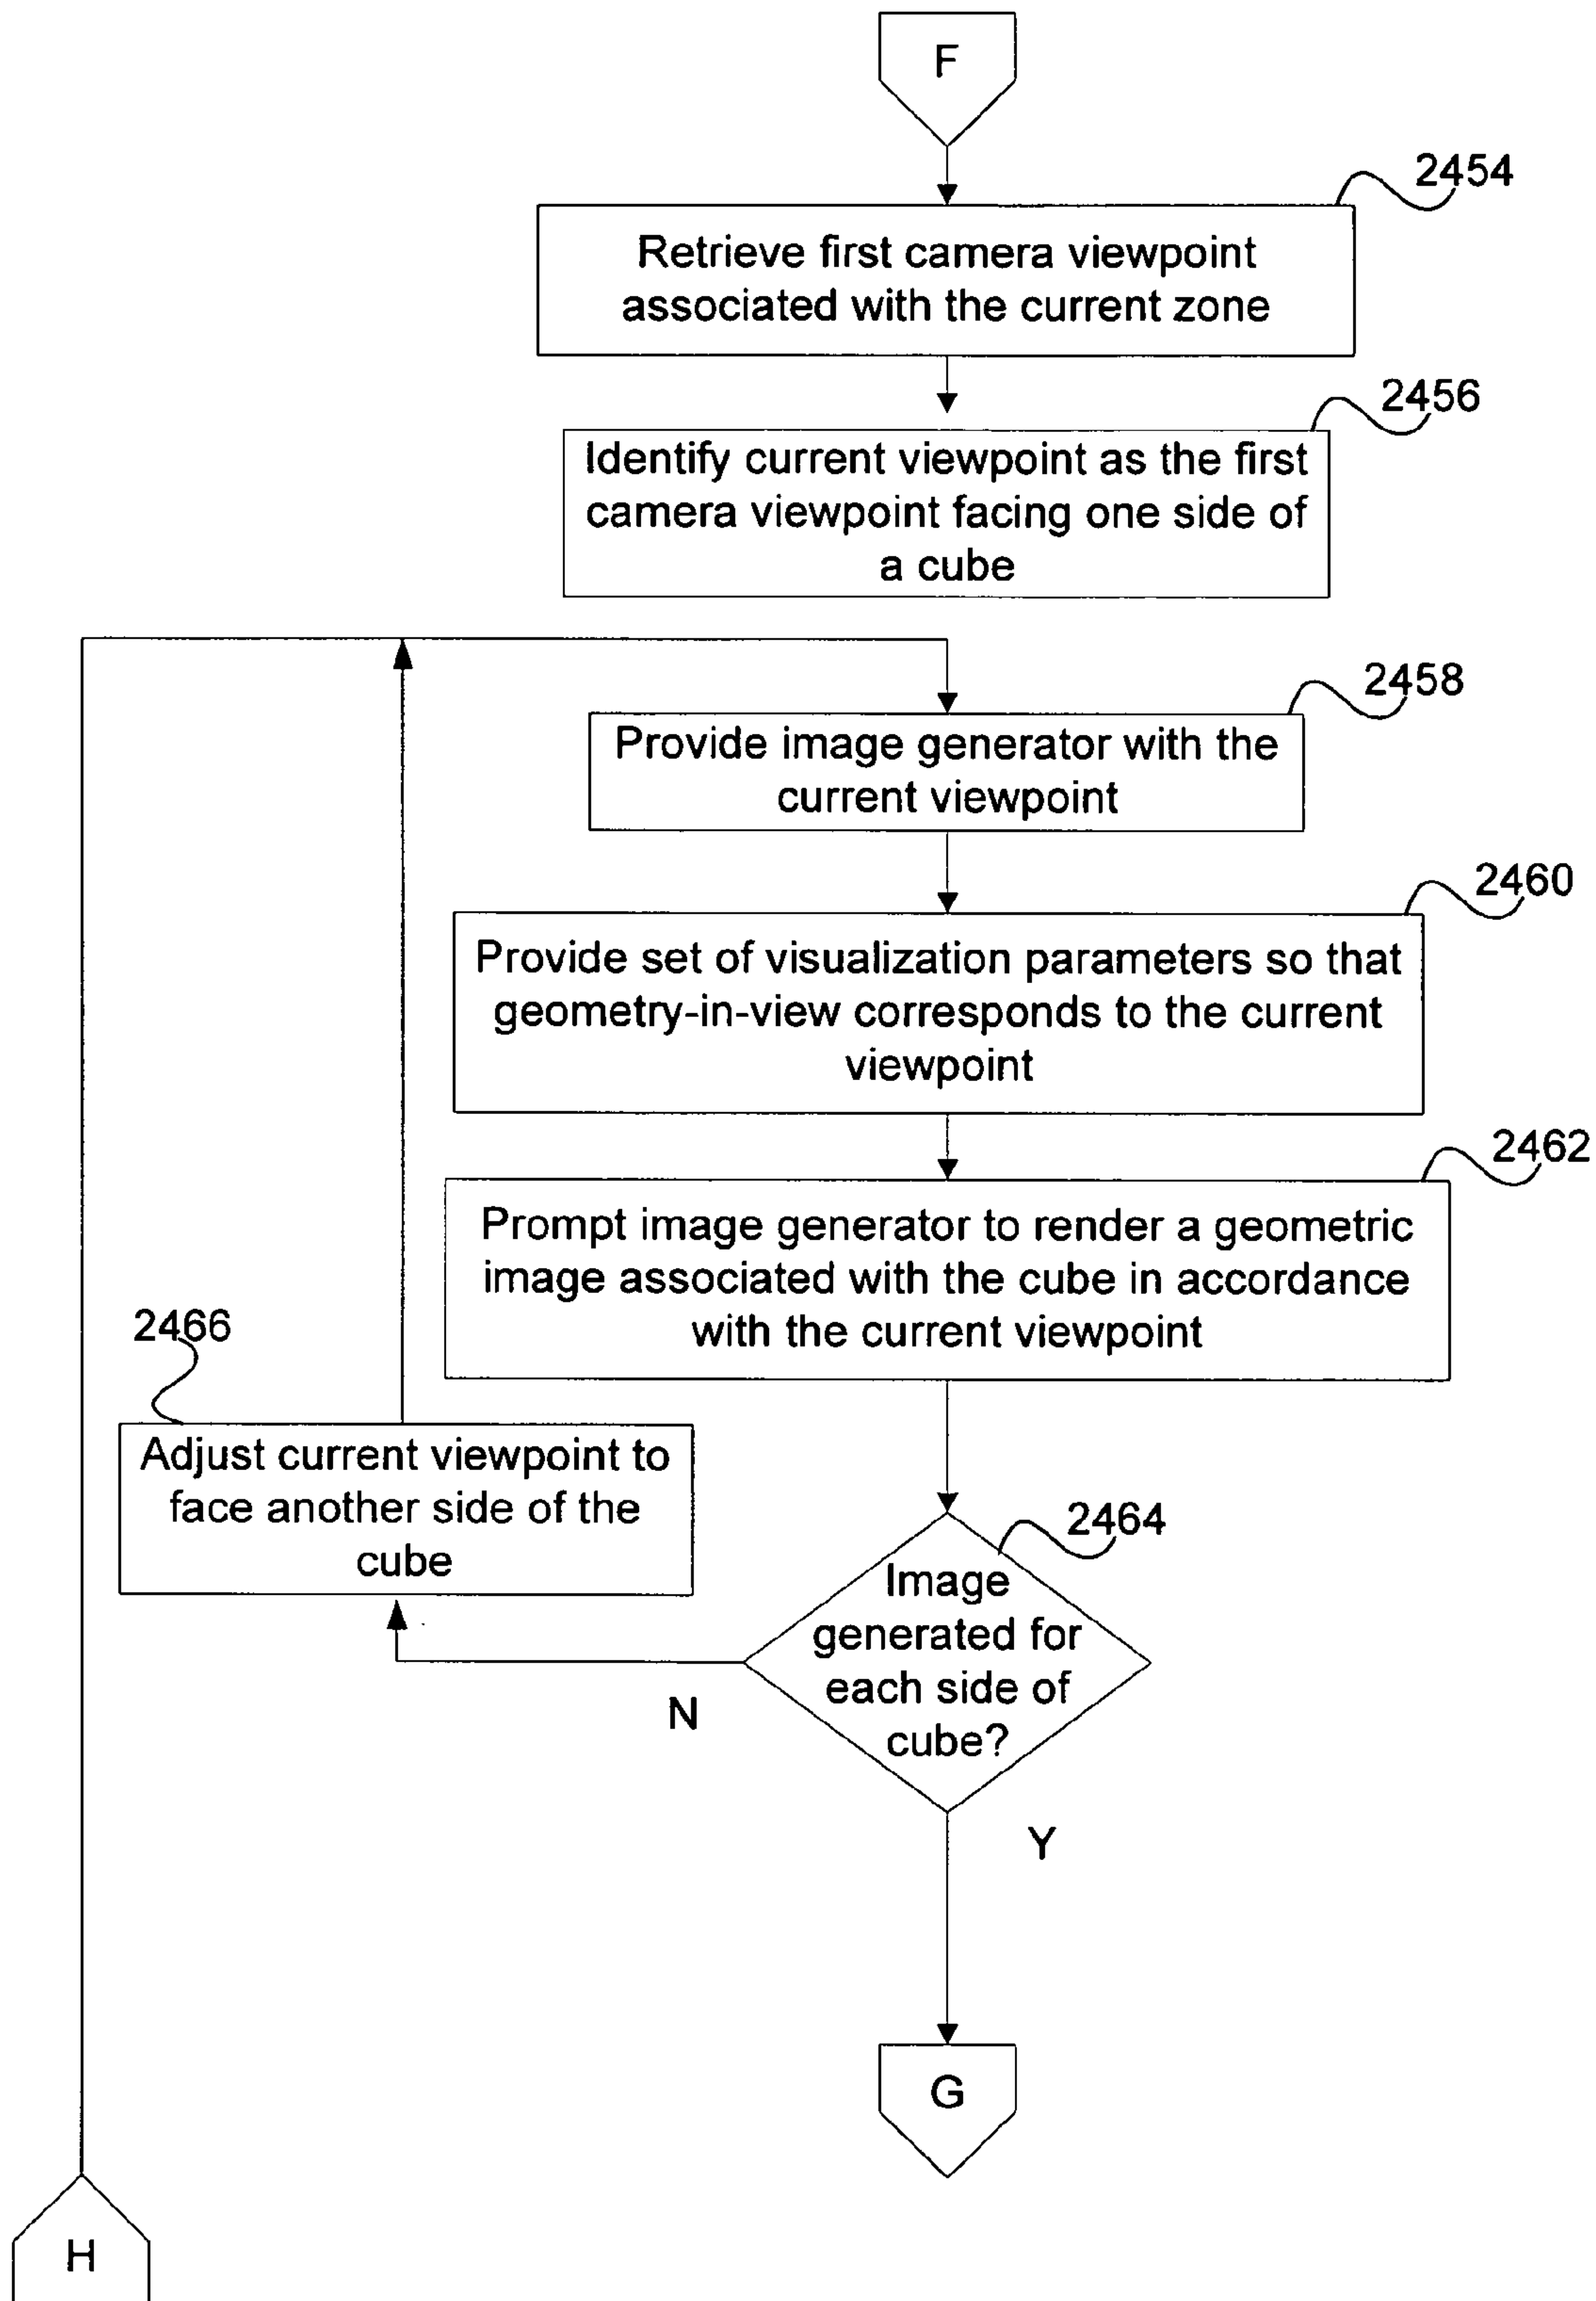 F
2454
Retrieve first camera viewpoint
associated with the current zone
2456
Identify current viewpoint as the first
camera viewpoint facing one side of
a cube
2458
Provide image generator with the
current viewpoint
2460
Provide set of visualization parameters so that
geometry-in-view corresponds to the current
viewpoint
2462
Prompt image generator to render a geometric
image associated with the cube in accordance
with the current viewpoint
2466
Adjust current viewpoint to
face another side of the
cube
2464
Image
generated for
each side of
cube?
N
Y
G
H